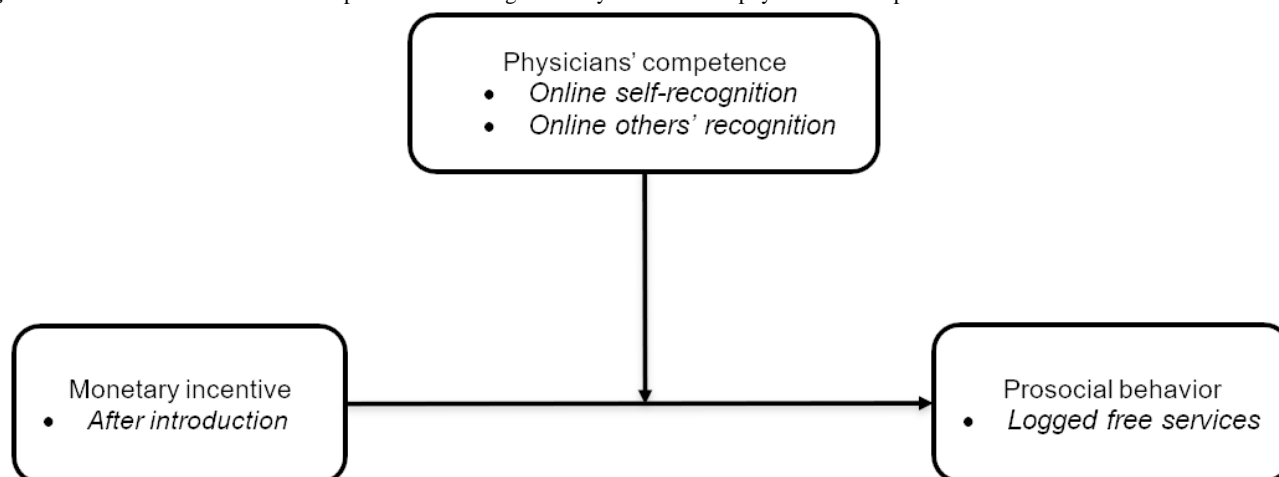 Physicians’ competence
• Online self-recognition
• Online others’ recognition
Monetary incentive
• After introduction
Prosocial behavior
• Logged free services